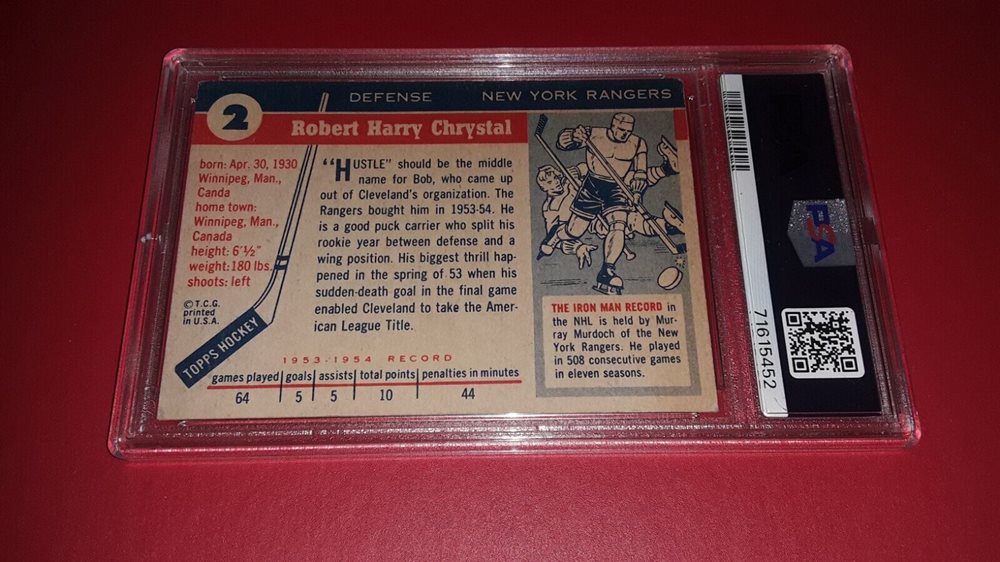 2
DEFENSE NEW YORK RANGERS
Robert Harry Chrystal
born: Apr. 30, 1930
Winnipeg, Man.,
Canda
home town:
Winnipeg, Man.,
Canada
height: 6'½"
weight: 180 lbs.
shoots: left
© T.C.G.
printed
in U.S.A.
TOPPS HOCKEY
"HUSTLE" should be the middle
name for Bob, who came up
out of Cleveland's organization. The
Rangers bought him in 1953-54. He
is a good puck carrier who split his
rookie year between defense and a
wing position. His biggest thrill hap-
pened in the spring of 53 when his
sudden-death goal in the final game
enabled Cleveland to take the Amer-
ican League Title.
1953-1954 RECORD
games played goals assists total points penalties in minutes
64 5 5 10 44
THE IRON MAN RECORD in
the NHL is held by Mur-
ray Murdoch of the New
York Rangers. He played
in 508 consecutive games
in eleven seasons.
71615452
PSA